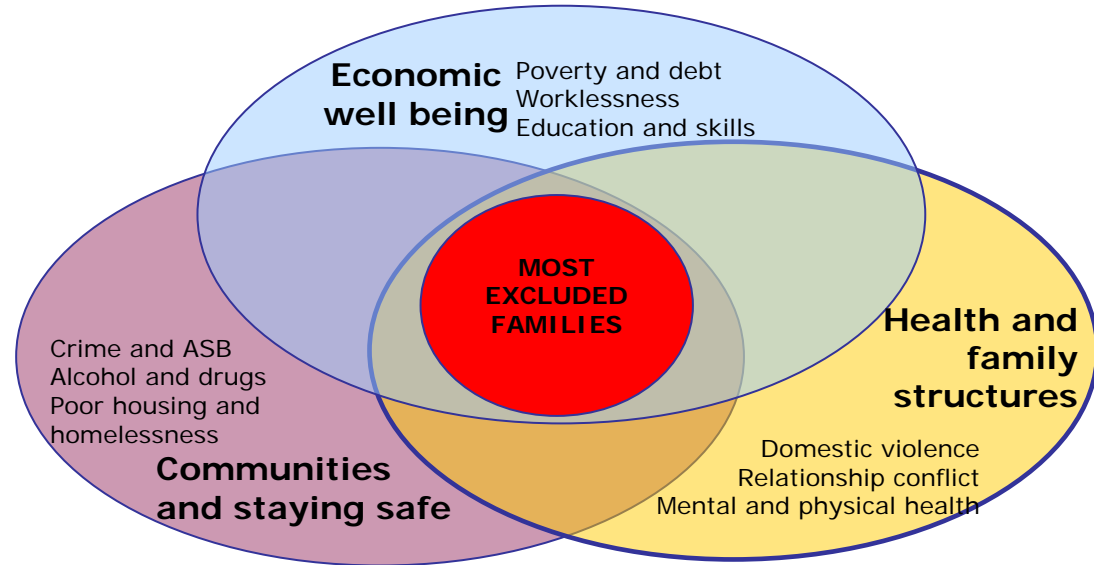 Economic
well being
Poverty and debt
Worklessness
Education and skills
MOST
EXCLUDED
FAMILIES
Health and
family
structures
Domestic violence
Relationship conflict
Mental and physical health
Crime and ASB
Alcohol and drugs
Poor housing and
homelessness
Communities
and staying safe